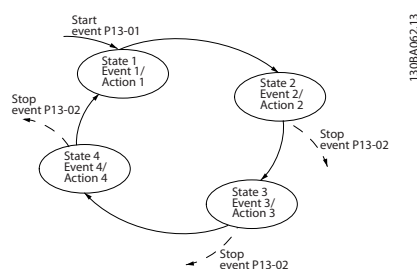 Start
event P13-01
State 1
Event 1/
Action 1
State 2
Event 2/
Action 2
Stop
event P13-02
State 3
Event 3/
Action 3
Stop
event P13-02
State 4
Event 4/
Action 4
Stop
event P13-02
130BA062.13